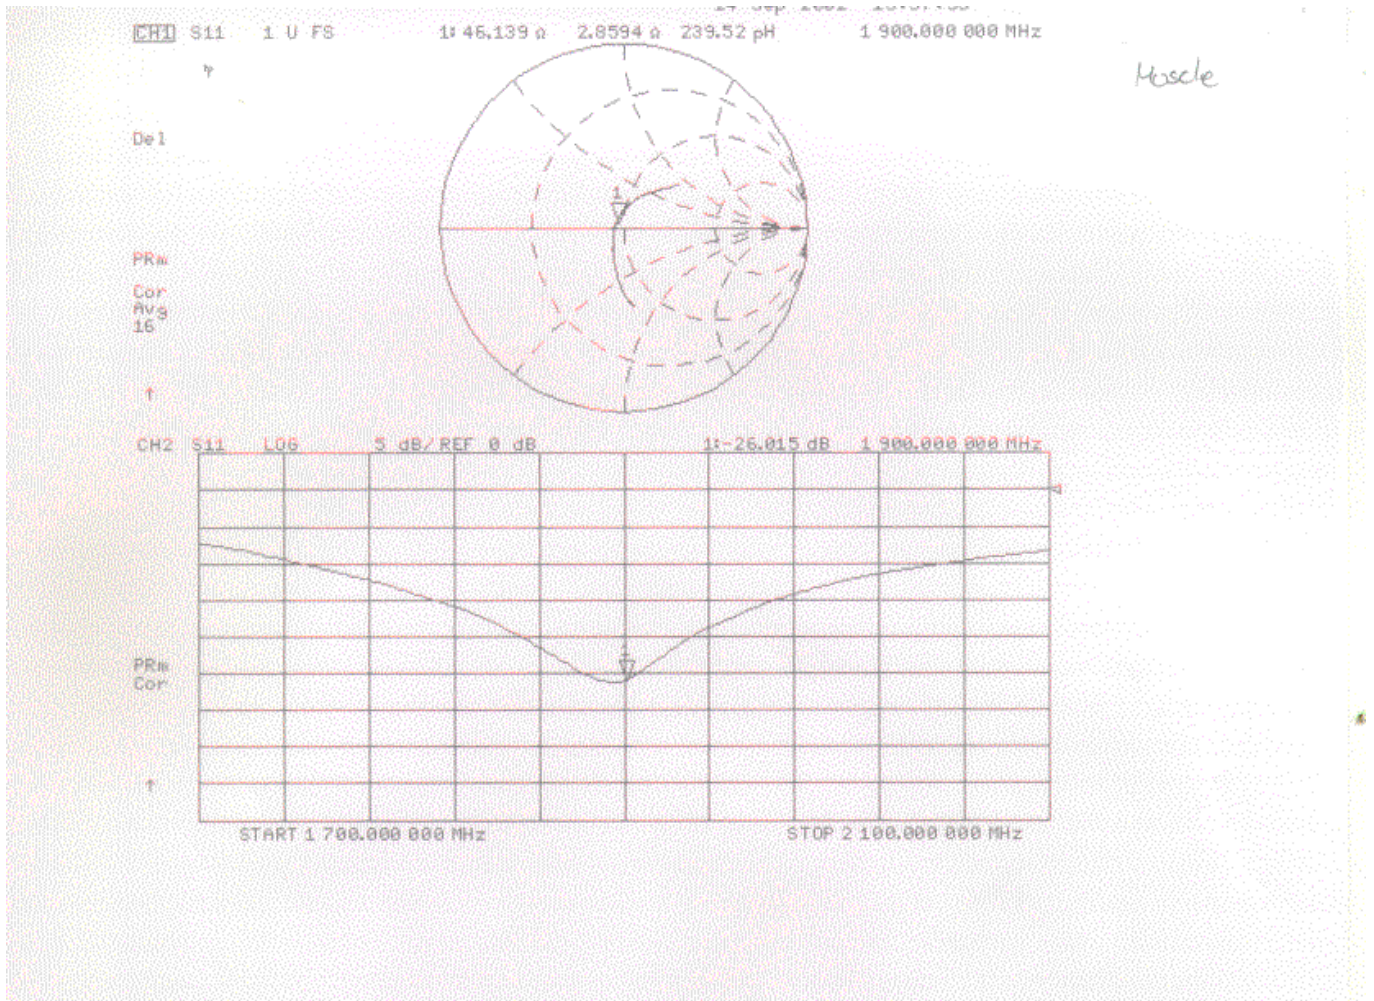 CH1 S11 1 U FS 1: 46.139 Ω 2.8594 Ω 239.52 pH 1 900.000 000 MHz
Muscle
Del
PRm
Cor
Avg
16
↑
CH2 S11 LOG 5 dB/ REF 0 dB 1:-26.015 dB 1 900.000 000 MHz
1
1
PRm
Cor
↑
START 1 700.000 000 MHz STOP 2 100.000 000 MHz